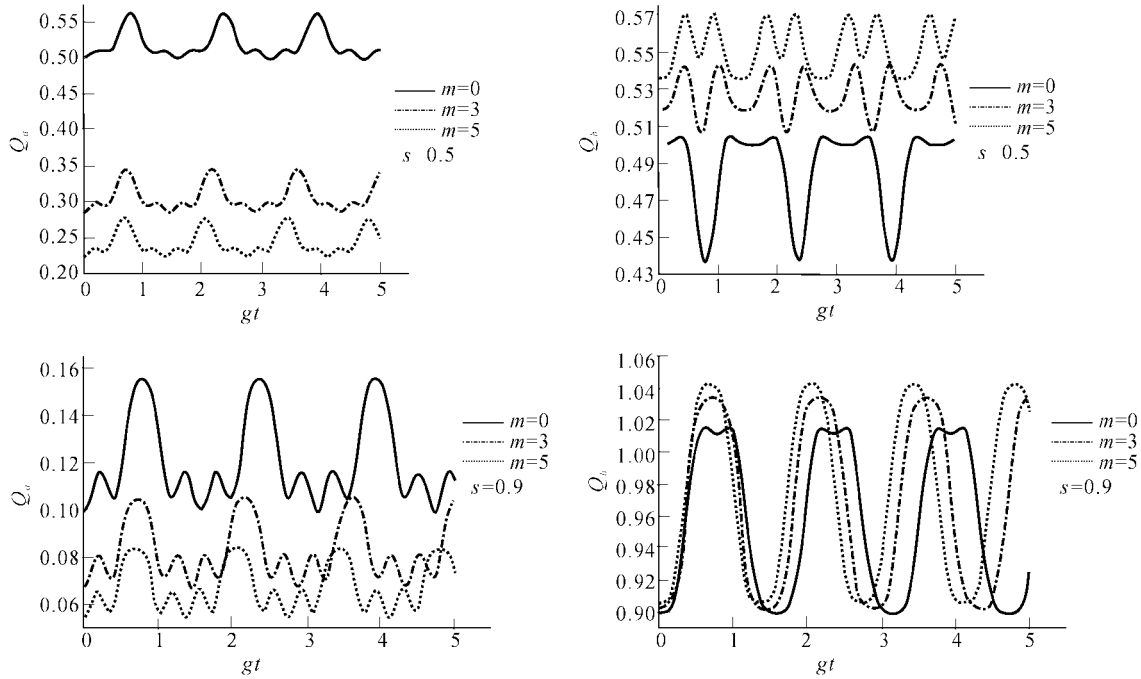 0.55
0.50
0.45
0.40
0.35
0.30
0.25
0.20
Q_a
0 1 2 3 4 5
gt
m=0
m=3
m=5
s 0.5
0.57
0.55
0.53
0.51
0.49
0.47
0.45
0.43
Q_b
0 1 2 3 4 5
gt
m=0
m=3
m=5
s 0.5
0.16
0.14
0.12
0.10
0.08
0.06
Q_a
0 1 2 3 4 5
gt
m=0
m=3
m=5
s=0.9
1.06
1.04
1.02
1.00
0.98
0.96
0.94
0.92
0.90
Q_b
0 1 2 3 4 5
gt
m=0
m=3
m=5
s=0.9